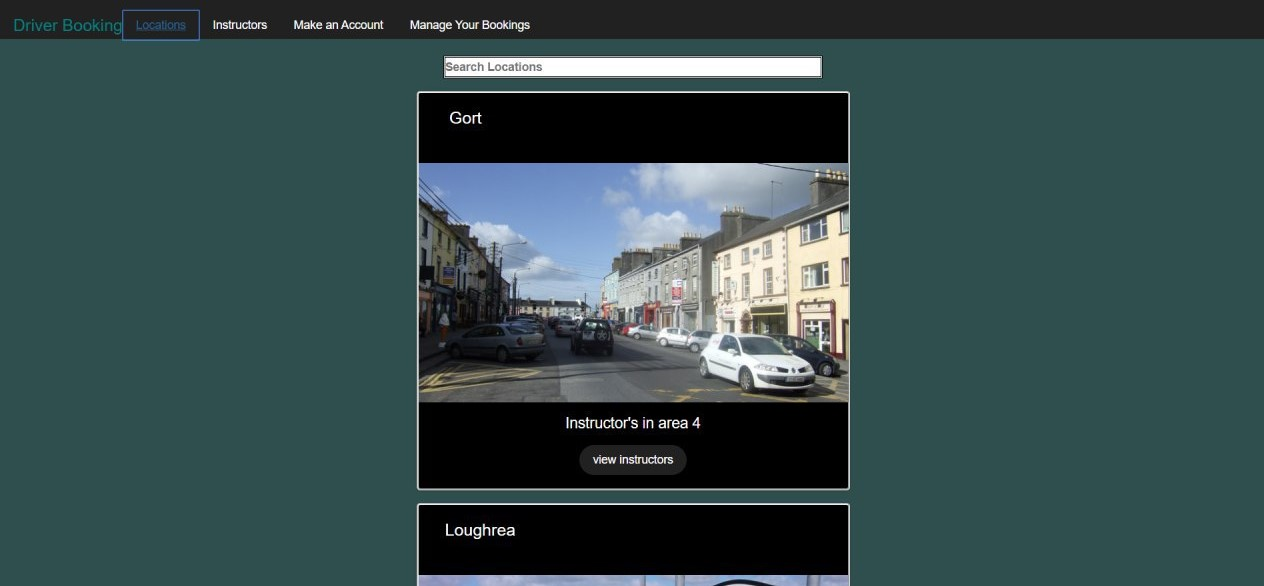 Driver Booking Locations Instructors Make an Account Manage Your Bookings
Search Locations
Gort
Instructor's in area 4
view instructors
Loughrea